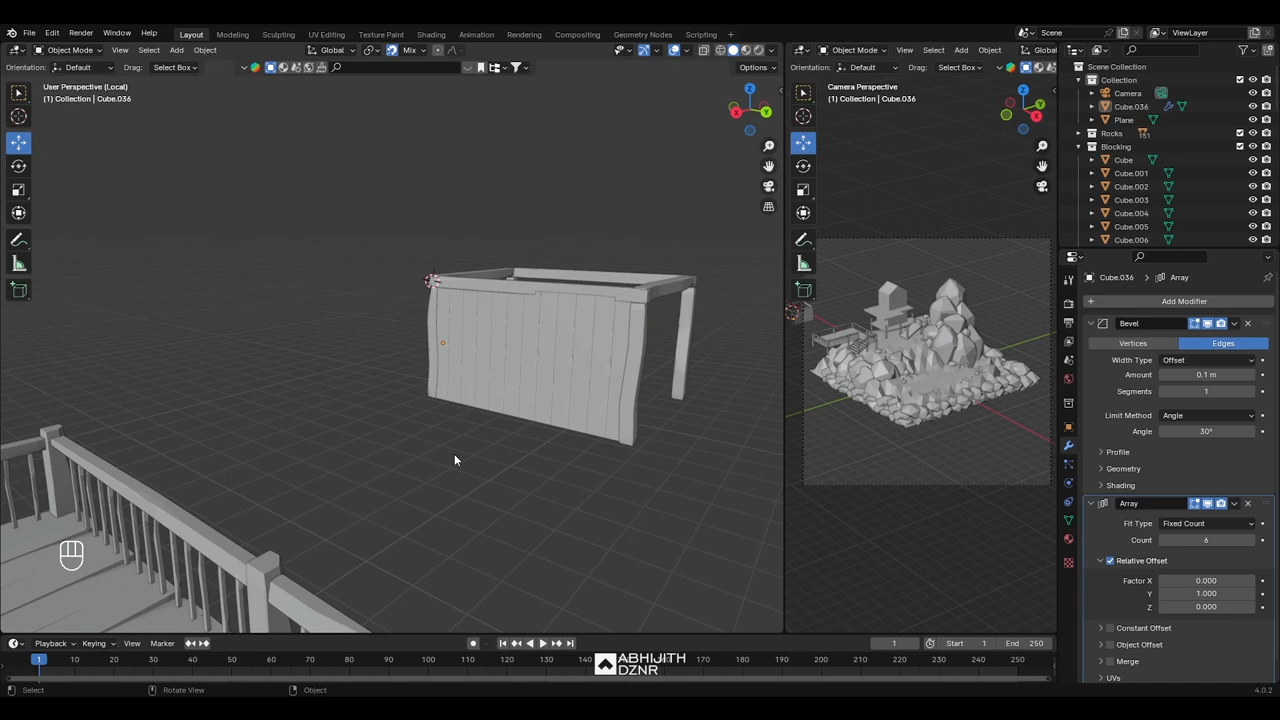 File Edit Render Window Help Layout Modeling Sculpting UV Editing Texture Paint Shading Animation Rendering Compositing Geometry Nodes Scripting Scene ViewLayer
Object Mode View Select Add Object Global Mix Object Mode View Select Add Object Global
Orientation: Default Drag: Select Box Options Orientation: Default Drag: Select Box
User Perspective (Local)
(1) Collection | Cube.036
Camera Perspective
(1) Collection | Cube.036
Z
X
Y
Z
Y
X
Scene Collection
Collection
Camera
Cube.036
Plane
Rocks 151
Blocking
Cube
Cube.001
Cube.002
Cube.003
Cube.004
Cube.005
Cube.006
Cube.036 > Array
Add Modifier
Bevel
Vertices Edges
Width Type Offset
Amount 0.1 m
Segments 1
Limit Method Angle
Angle 30°
Profile
Geometry
Shading
Array
Fit Type Fixed Count
Count 6
Relative Offset
Factor X 0.000
Y 1.000
Z 0.000
Constant Offset
Object Offset
Merge
UVs
Playback Keying View Marker 1 Start 1 End 250
1 10 20 30 40 50 60 70 80 90 100 110 120 130 140 170 180 190 200 210 220 230 240 250
ABHIJITH
DZNR
Select Rotate View Object 4.0.2